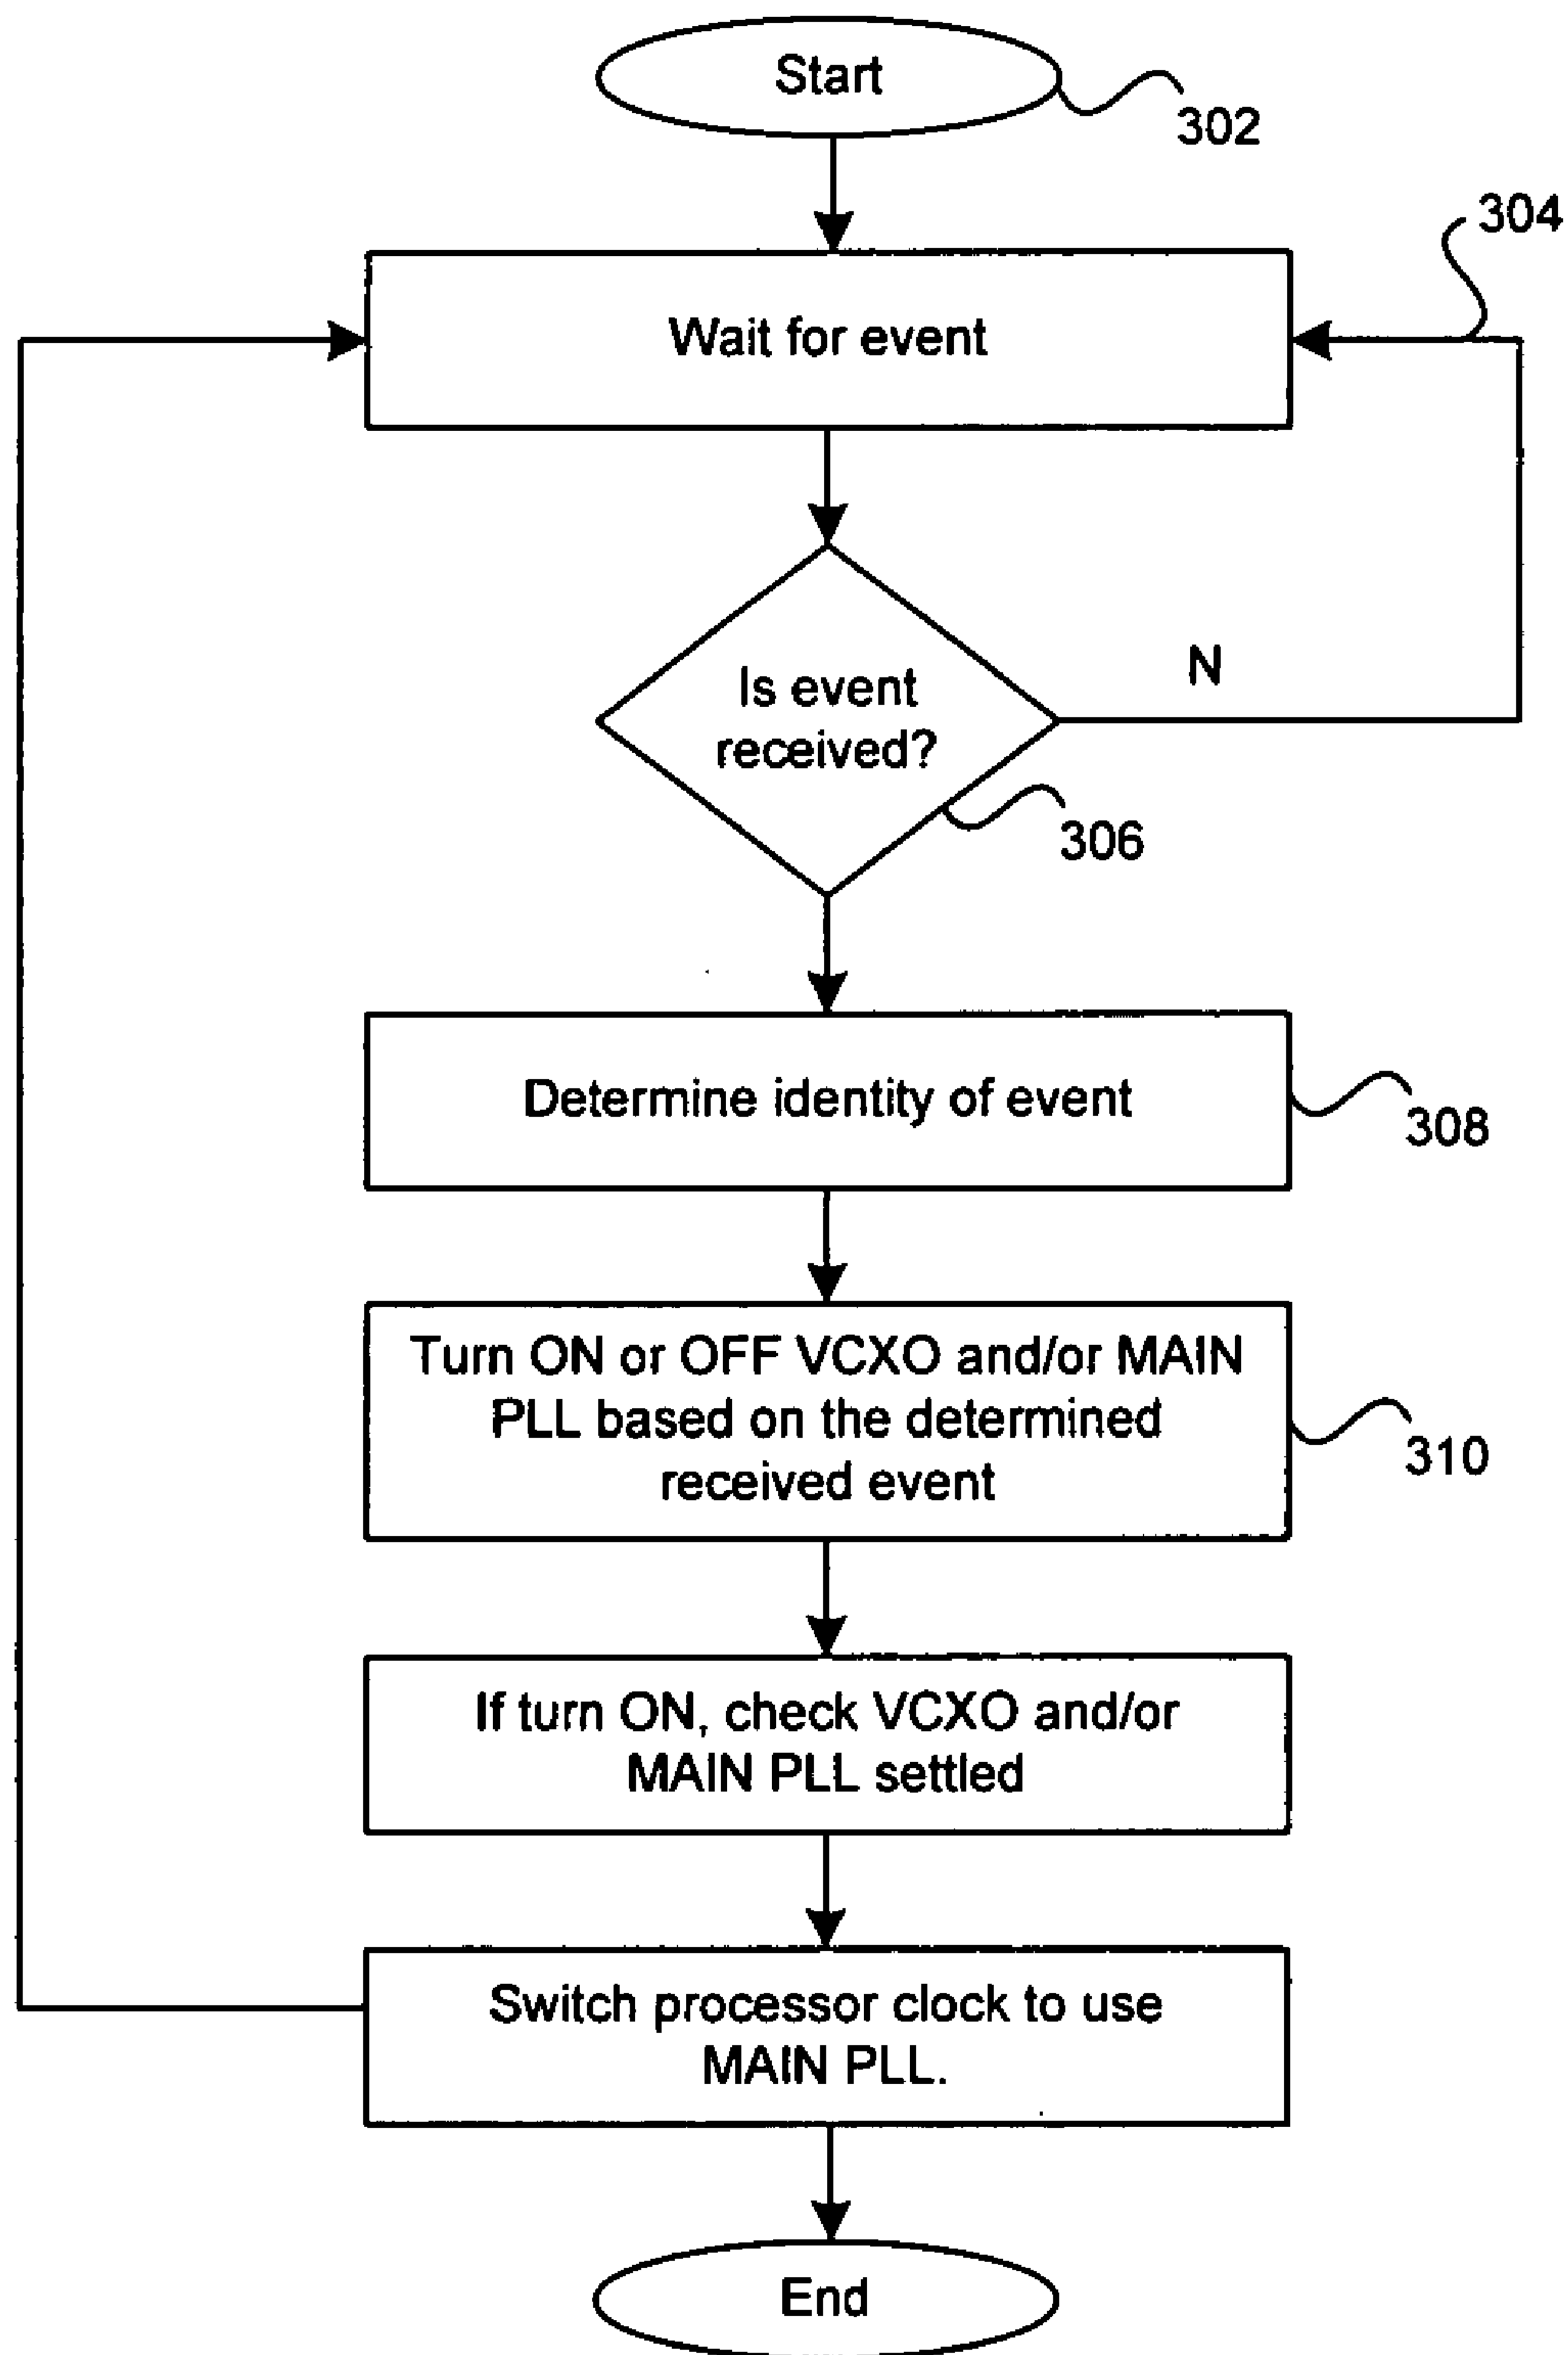 Start
302
304
Wait for event
N
Is event
received?
306
Determine identity of event
308
Turn ON or OFF VCXO and/or MAIN
PLL based on the determined
received event
310
If turn ON, check VCXO and/or
MAIN PLL settled
Switch processor clock to use
MAIN PLL.
End